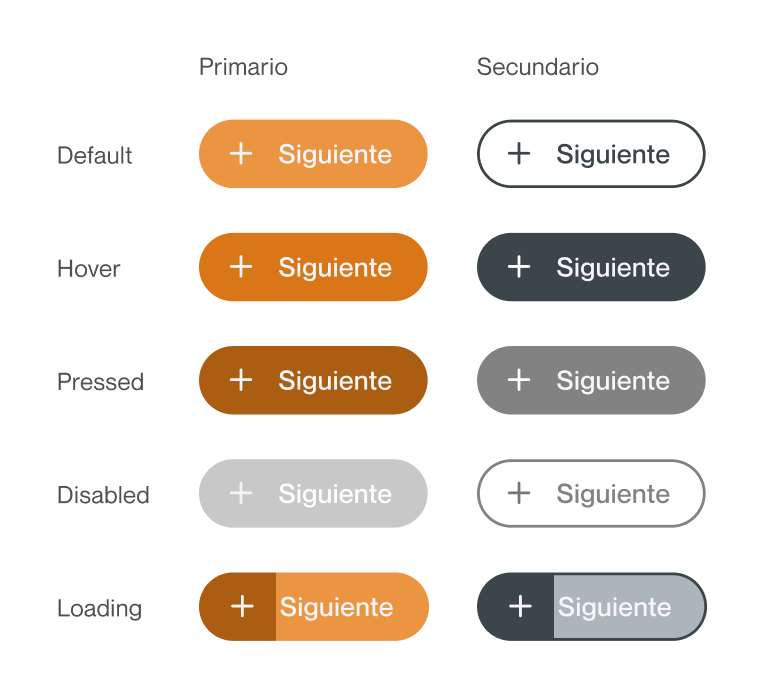 Primario Secundario
Default + Siguiente + Siguiente
Hover + Siguiente + Siguiente
Pressed + Siguiente + Siguiente
Disabled + Siguiente + Siguiente
Loading + Siguiente + Siguiente